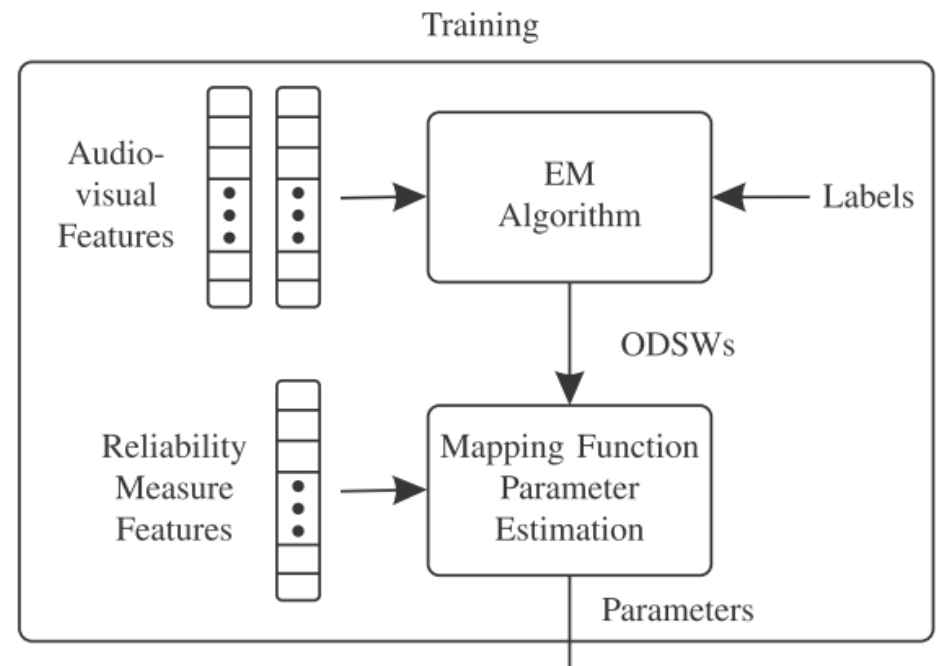 Training
Audio-
visual
Features
EM
Algorithm
Labels
ODSWs
Reliability
Measure
Features
Mapping Function
Parameter
Estimation
Parameters